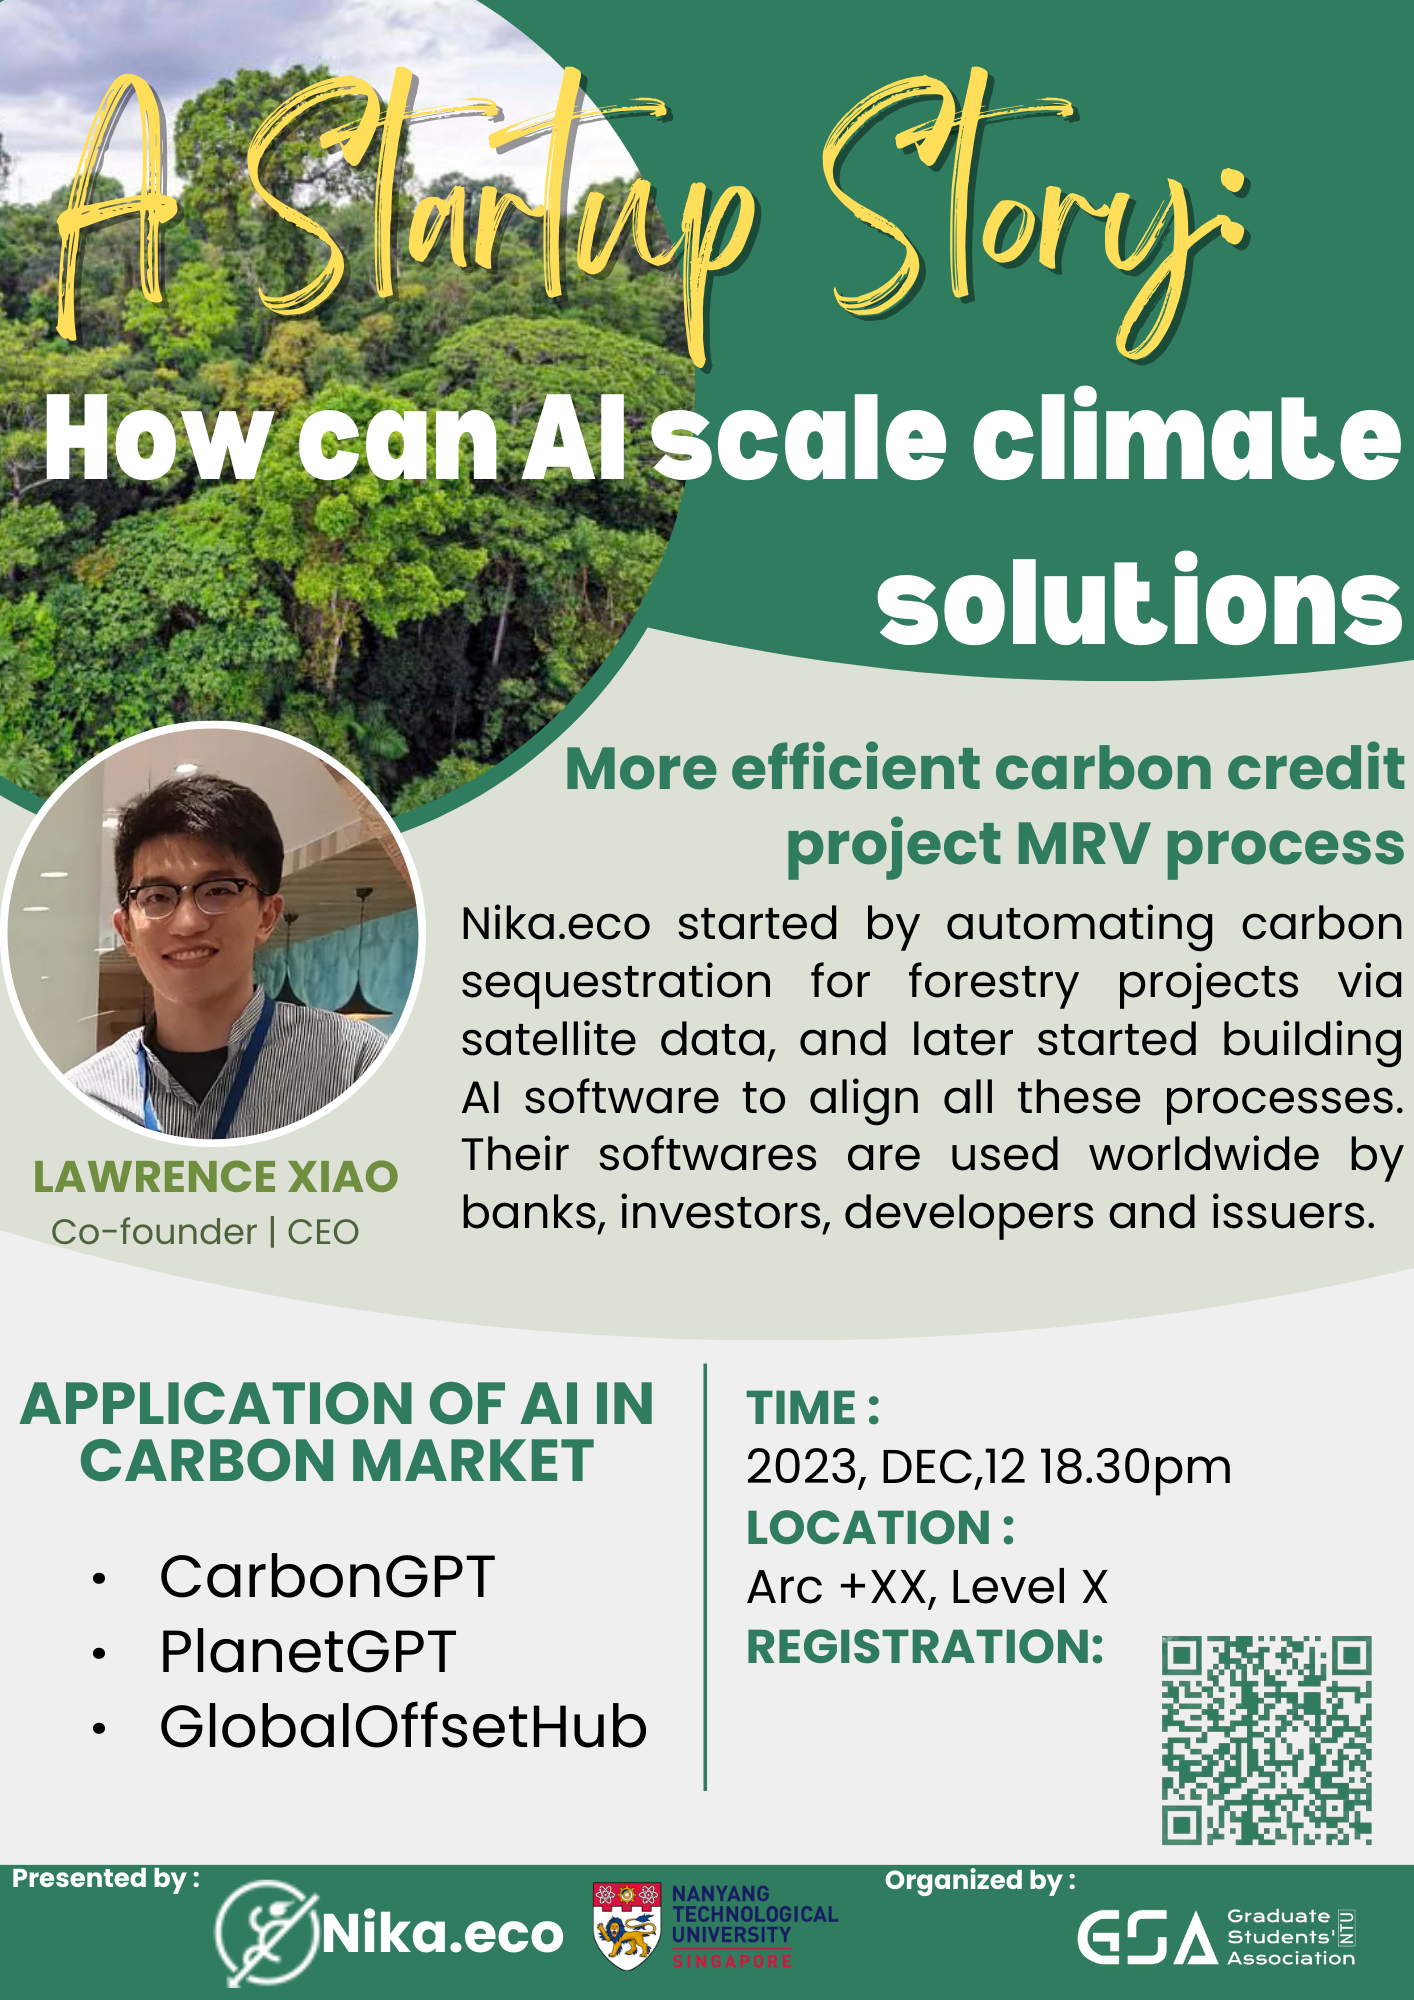 A Startup Story:
How can AI scale climate
solutions
More efficient carbon credit
project MRV process
Nika.eco started by automating carbon
sequestration for forestry projects via
satellite data, and later started building
AI software to align all these processes.
Their softwares are used worldwide by
banks, investors, developers and issuers.
LAWRENCE XIAO
Co-founder | CEO
APPLICATION OF AI IN
CARBON MARKET
• CarbonGPT
• PlanetGPT
• GlobalOffsetHub
TIME :
2023, DEC,12 18.30pm
LOCATION :
Arc +XX, Level X
REGISTRATION:
Presented by :
Nika.eco
NANYANG
TECHNOLOGICAL
UNIVERSITY
SINGAPORE
Organized by :
GSA
Graduate
Students'
Association
NTU